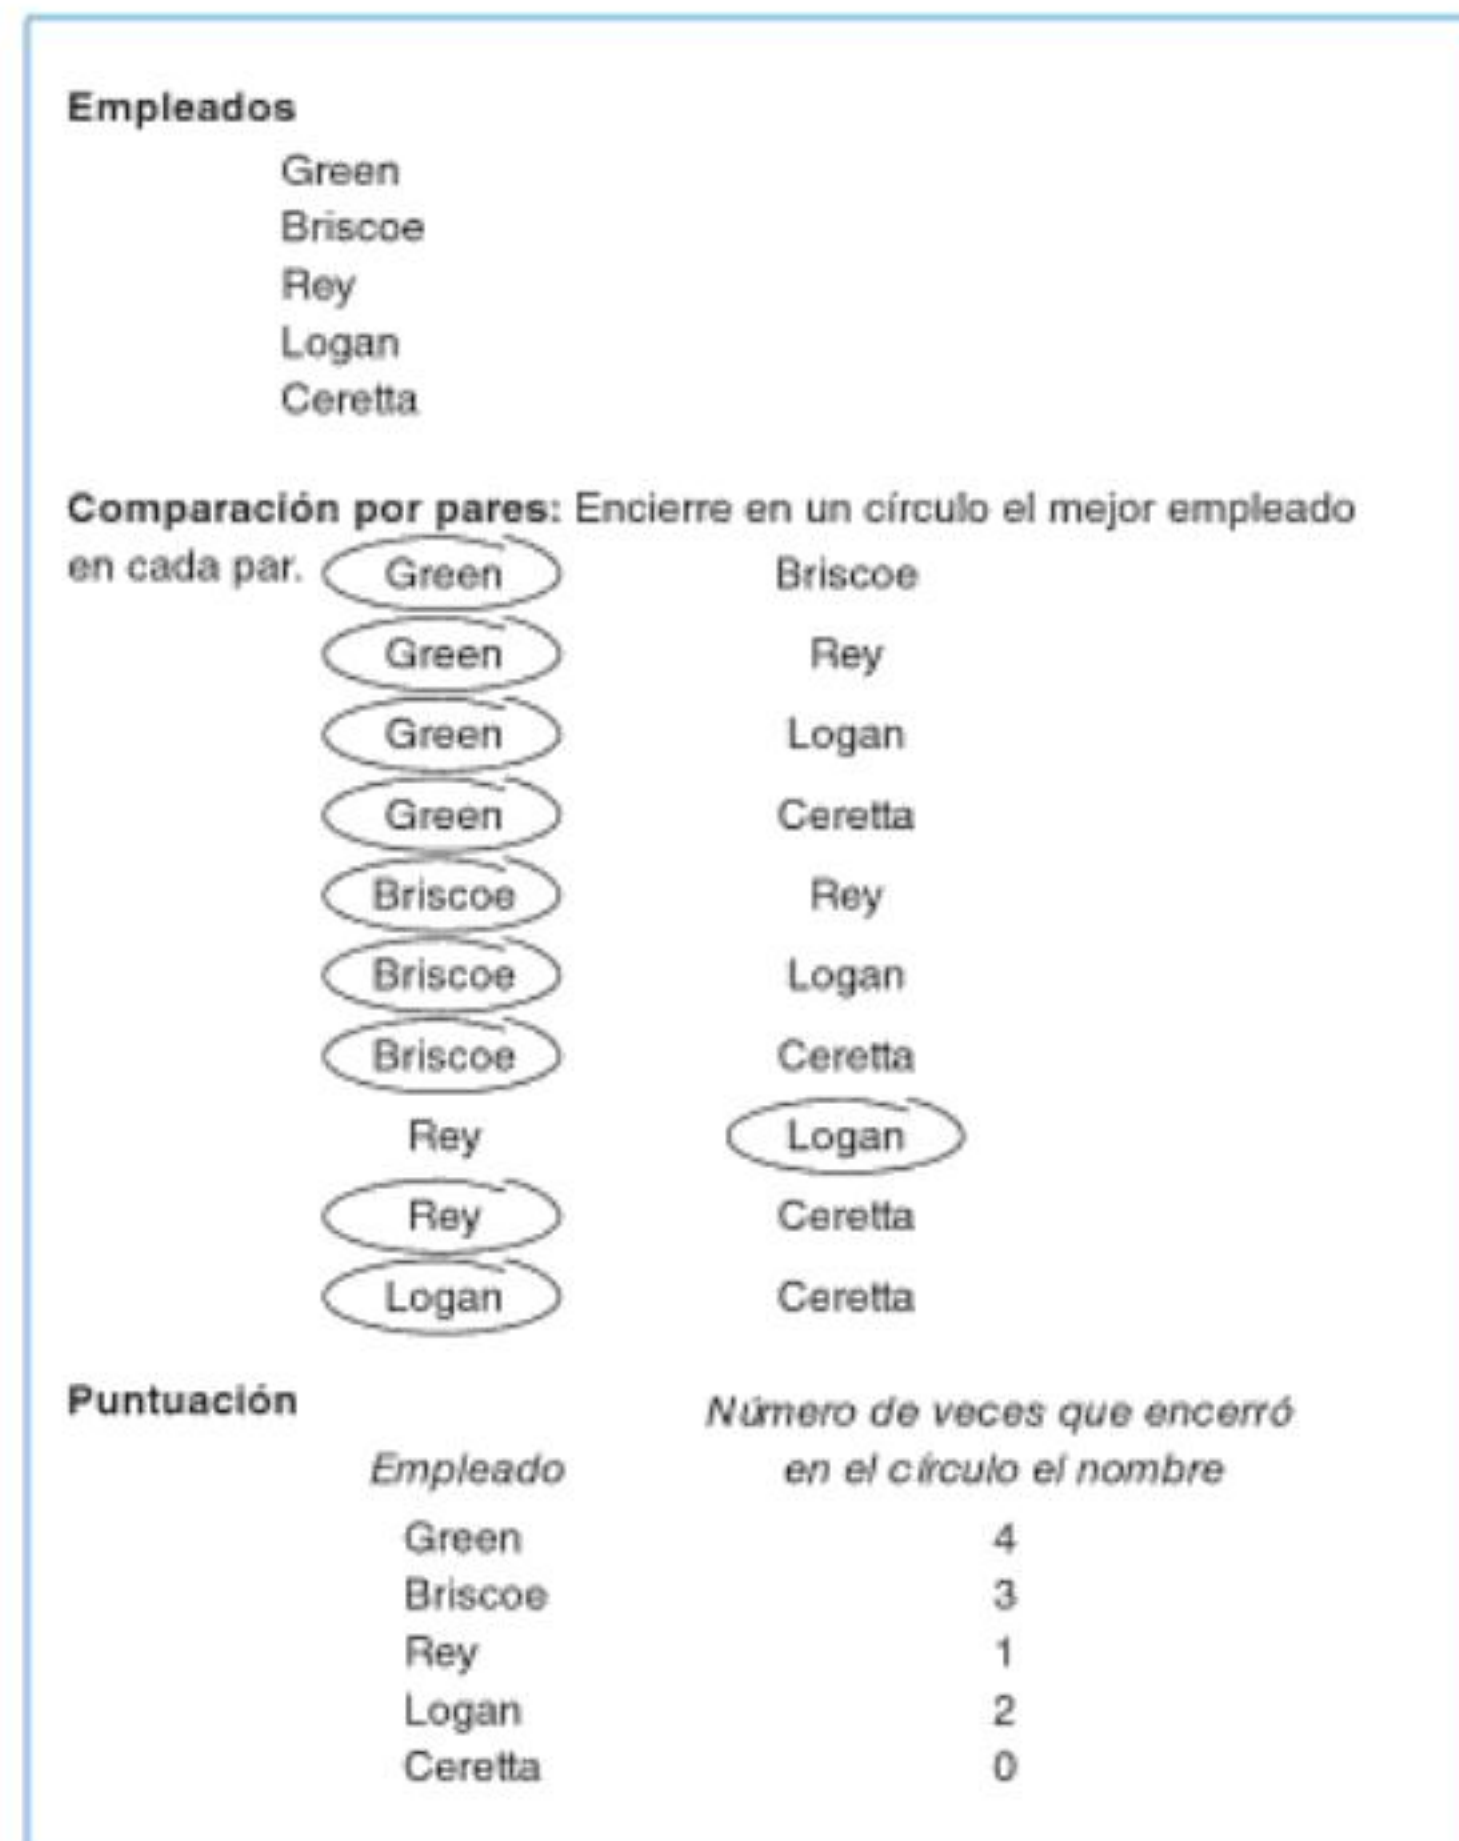 Empleados
Green
Briscoe
Rey
Logan
Ceretta
Comparación por pares: Encierre en un círculo el mejor empleado
en cada par.
Green Briscoe
Green Rey
Green Logan
Green Ceretta
Briscoe Rey
Briscoe Logan
Briscoe Ceretta
Rey Logan
Rey Ceretta
Logan Ceretta
Puntuación
Empleado Número de veces que encerró
en el círculo el nombre
Green 4
Briscoe 3
Rey 1
Logan 2
Ceretta 0